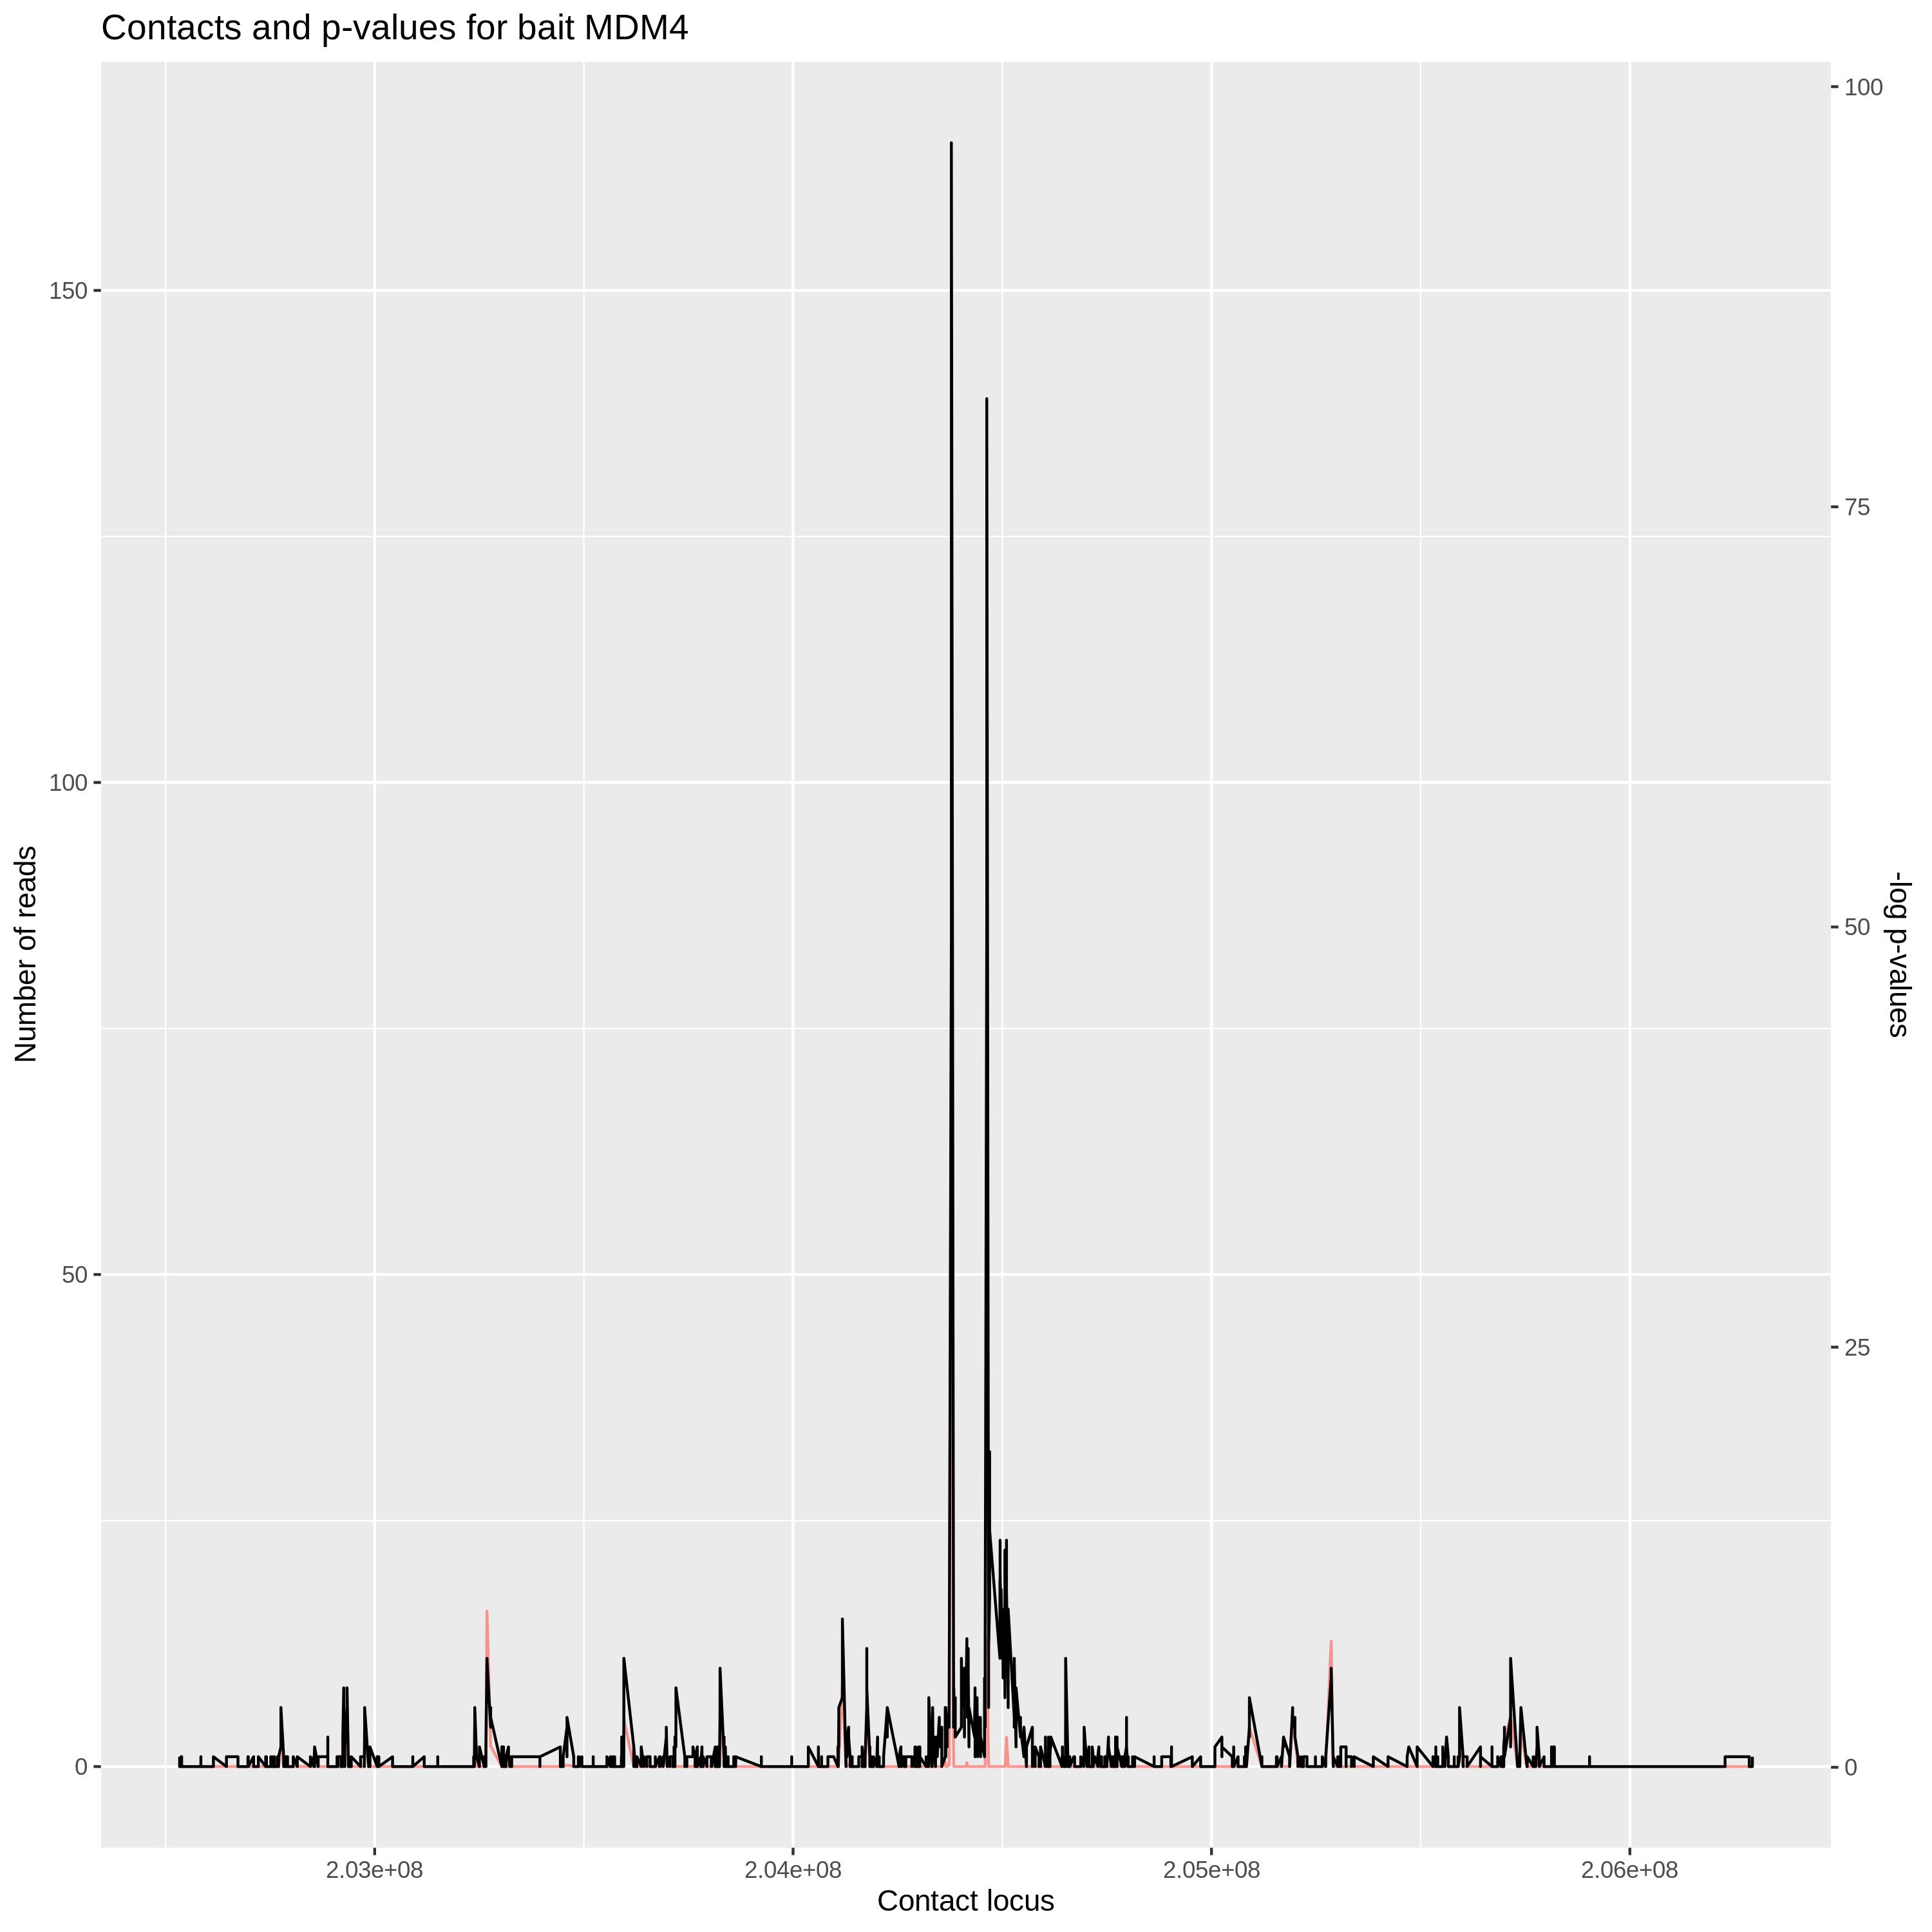 Contacts and p-values for bait MDM4
100
150
75
100
50
50
25
0
0
Number of reads
-log p-values
2.03e+08
2.04e+08
2.05e+08
2.06e+08
Contact locus